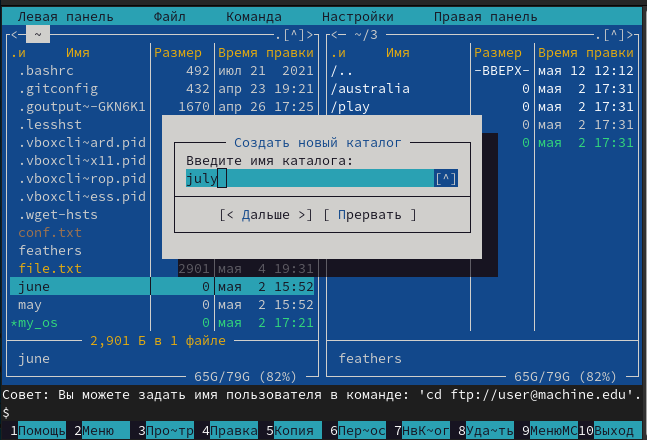 Левая панель Файл Команда Настройки Правая панель
<─ ~ .[^]> <─ ~/3 .[^]>
.и Имя Размер Время правки .и Имя Размер Время правки
.bashrc 492 июл 21 2021 /.. -ВВЕРХ- мая 12 12:12
.gitconfig 432 апр 23 19:21 /australia 0 мая 2 17:31
.goutput~-GKN6K1 1670 апр 26 17:25 /play 0 мая 2 17:31
.lesshst 0 мая 2 17:31
.vboxcli~ard.pid 0 мая 2 17:31
.vboxcli~x11.pid
.vboxcli~rop.pid
.vboxcli~ess.pid
.wget-hsts
conf.txt
feathers
Создать новый каталог
Введите имя каталога:
july [^]
[< Дальше >] [ Прервать ]
file.txt 2901 мая 4 19:31
june 0 мая 2 15:52
may 0 мая 2 15:52
*my_os 0 мая 2 17:21
2,901 Б в 1 файле
june feathers
65G/79G (82%) 65G/79G (82%)
Совет: Вы можете задать имя пользователя в команде: 'cd ftp://user@machine.edu'.
$
1Помощь 2Меню 3Про~тр 4Правка 5Копия 6Пер~ос 7НвК~ог 8Уда~ть 9МенюMC 10Выход